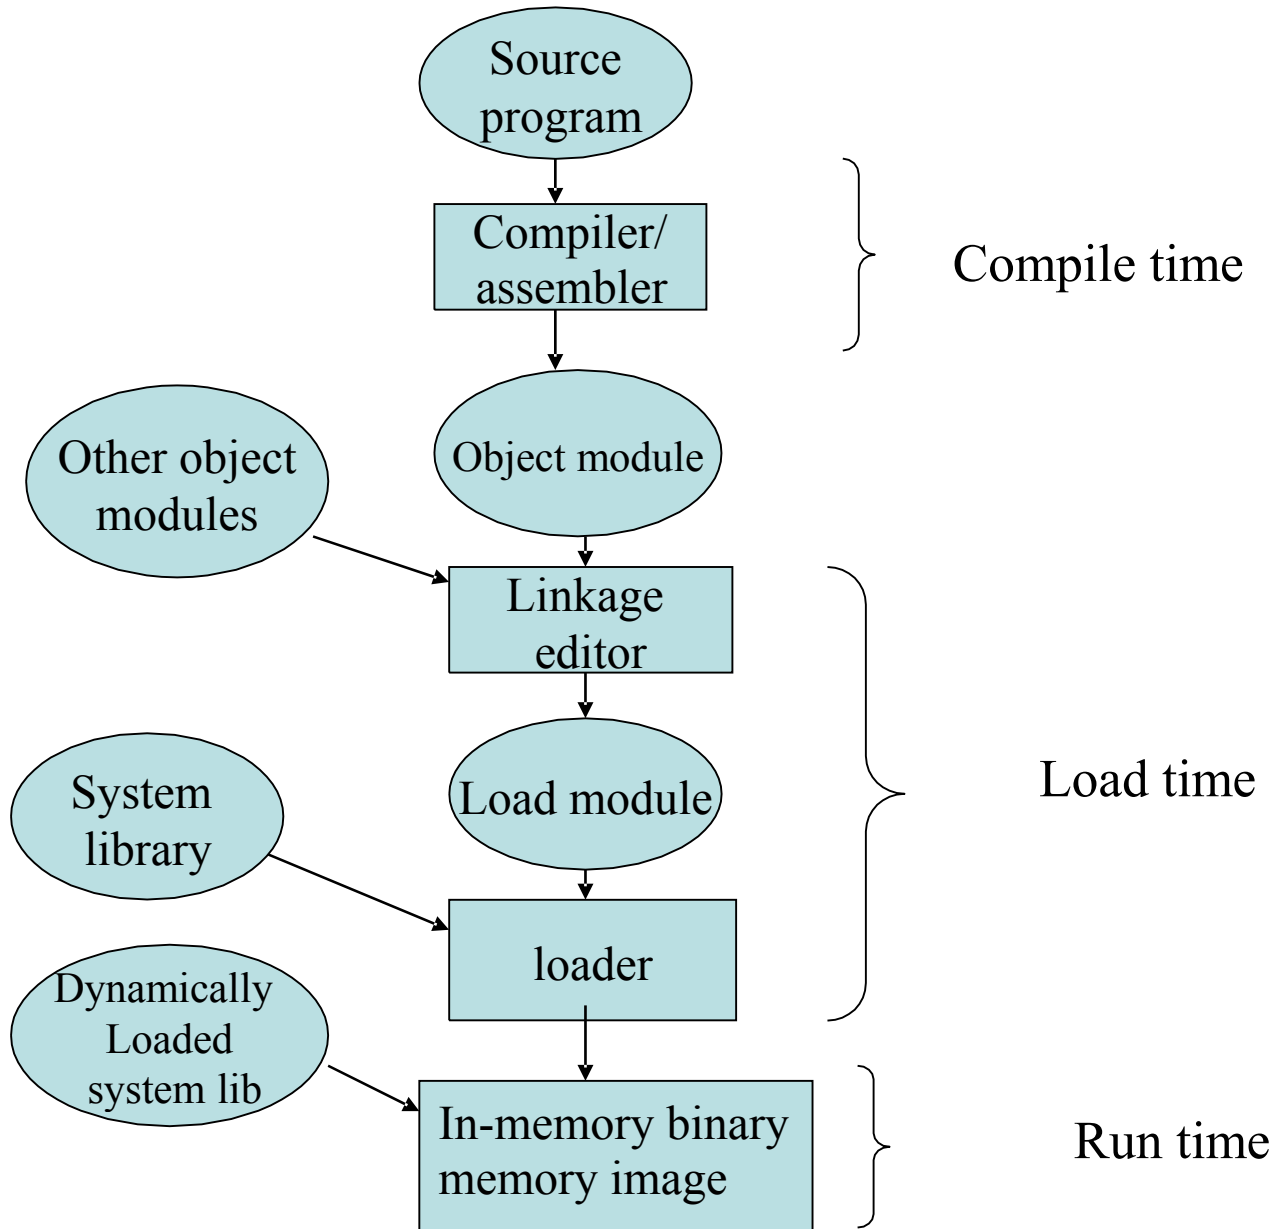 Source
program
Compiler/
assembler
Compile time
Other object
modules
Object module
Linkage
editor
System
library
Load module
Load time
loader
Dynamically
Loaded
system lib
In-memory binary
memory image
Run time